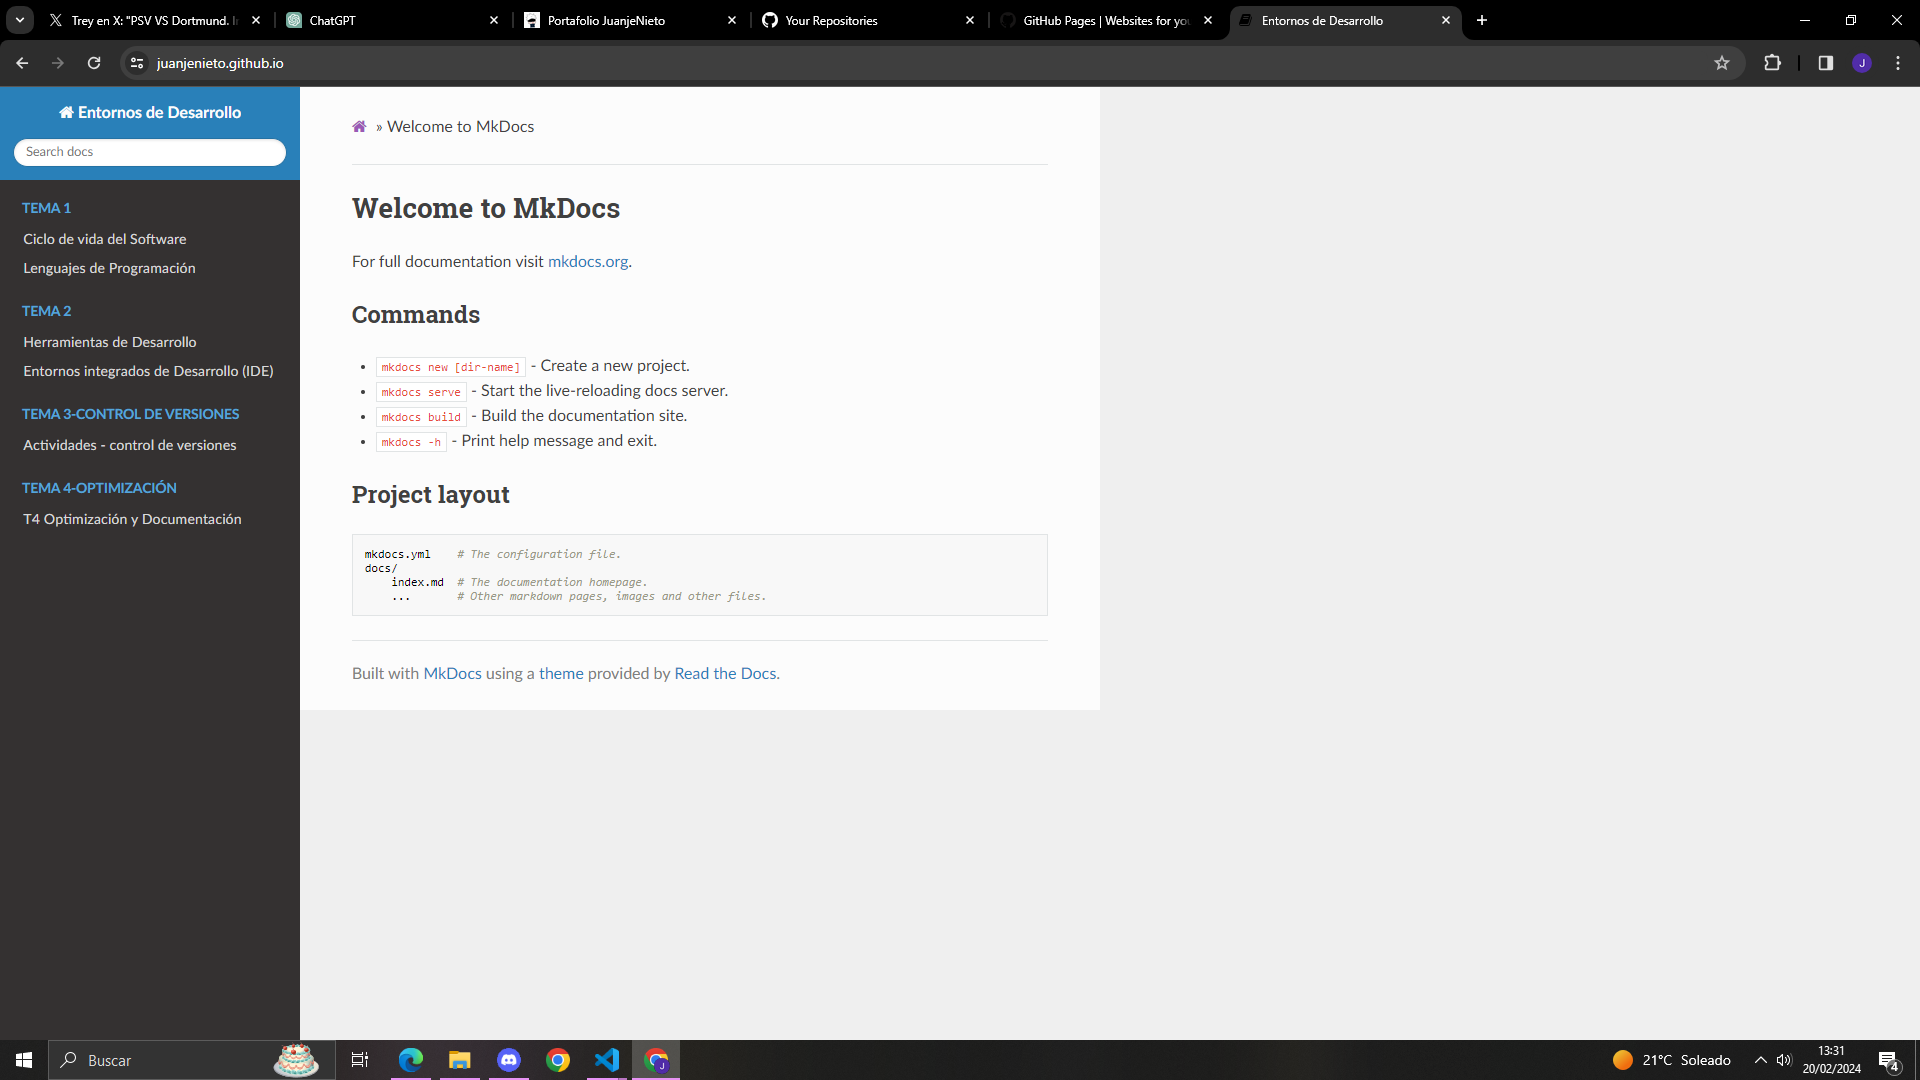 Trey en X: "PSV VS Dortmund. I
ChatGPT
Portafolio JuanjeNieto
Your Repositories
GitHub Pages | Websites for yo
Entornos de Desarrollo
juanjenieto.github.io
J
Entornos de Desarrollo
Search docs
TEMA 1
Ciclo de vida del Software
Lenguajes de Programación
TEMA 2
Herramientas de Desarrollo
Entornos integrados de Desarrollo (IDE)
TEMA 3-CONTROL DE VERSIONES
Actividades - control de versiones
TEMA 4-OPTIMIZACIÓN
T4 Optimización y Documentación
» Welcome to MkDocs
Welcome to MkDocs
For full documentation visit mkdocs.org.
Commands
• mkdocs new [dir-name] - Create a new project.
• mkdocs serve - Start the live-reloading docs server.
• mkdocs build - Build the documentation site.
• mkdocs -h - Print help message and exit.
Project layout
mkdocs.yml    # The configuration file.
docs/
    index.md  # The documentation homepage.
    ...       # Other markdown pages, images and other files.
Built with MkDocs using a theme provided by Read the Docs.
Buscar
J
21°C Soleado
13:31
20/02/2024
4